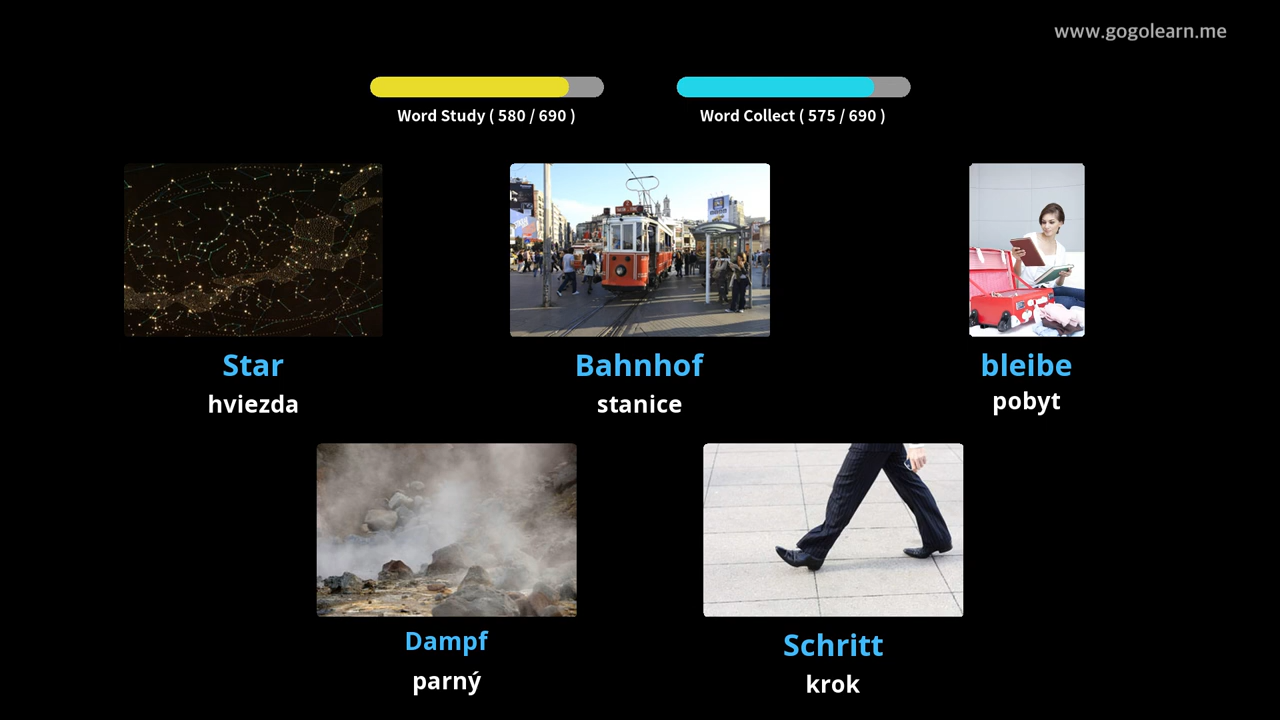 www.gogolearn.me
Word Study ( 580 / 690 )
Word Collect ( 575 / 690 )
Star
hviezda
Bahnhof
stanice
bleibe
pobyt
Dampf
parný
Schritt
krok